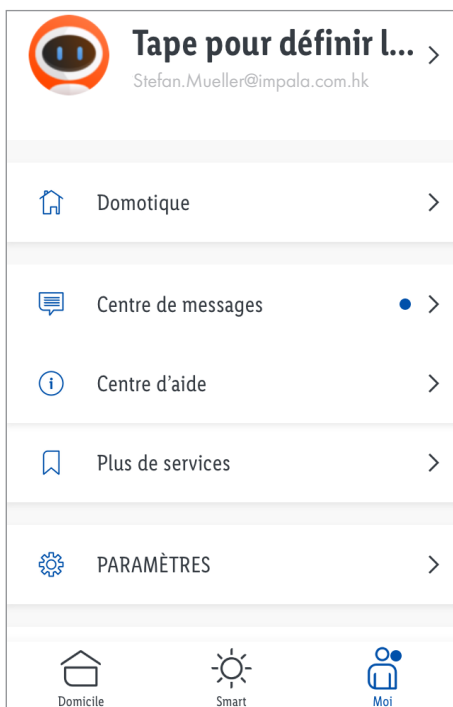 Tape pour définir l...
Stefan.Mueller@impala.com.hk
Domotique
Centre de messages
Centre d’aide
Plus de services
PARAMÈTRES
Domicile
Smart
Moi